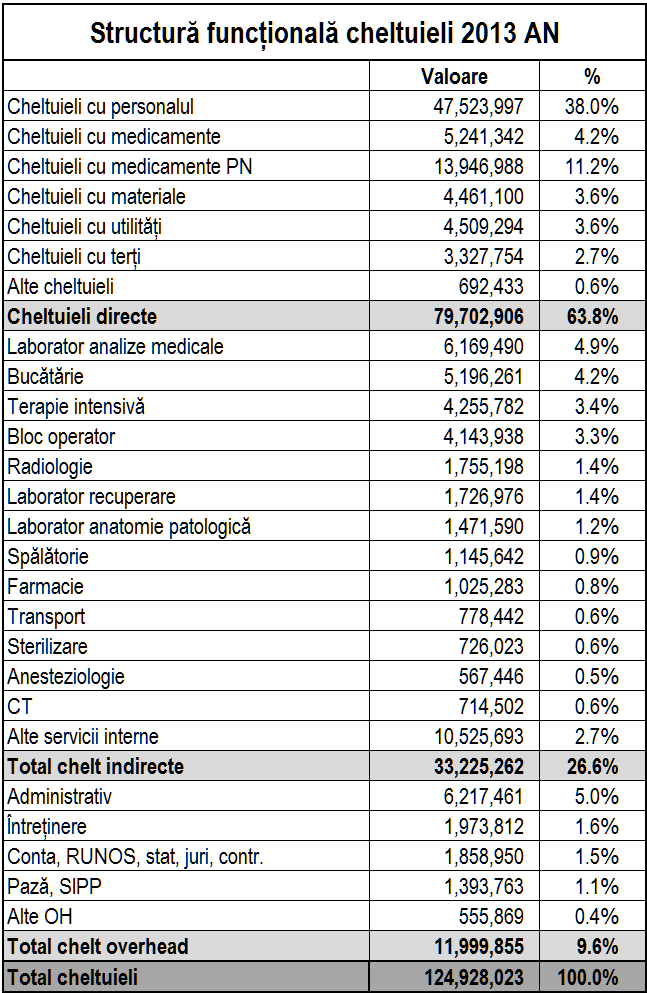 Structură funcțională cheltuieli 2013 AN
Valoare %
Cheltuieli cu personalul 47,523,997 38.0%
Cheltuieli cu medicamente 5,241,342 4.2%
Cheltuieli cu medicamente PN 13,946,988 11.2%
Cheltuieli cu materiale 4,461,100 3.6%
Cheltuieli cu utilități 4,509,294 3.6%
Cheltuieli cu terți 3,327,754 2.7%
Alte cheltuieli 692,433 0.6%
Cheltuieli directe 79,702,906 63.8%
Laborator analize medicale 6,169,490 4.9%
Bucătărie 5,196,261 4.2%
Terapie intensivă 4,255,782 3.4%
Bloc operator 4,143,938 3.3%
Radiologie 1,755,198 1.4%
Laborator recuperare 1,726,976 1.4%
Laborator anatomie patologică 1,471,590 1.2%
Spălătorie 1,145,642 0.9%
Farmacie 1,025,283 0.8%
Transport 778,442 0.6%
Sterilizare 726,023 0.6%
Anesteziologie 567,446 0.5%
CT 714,502 0.6%
Alte servicii interne 10,525,693 2.7%
Total chelt indirecte 33,225,262 26.6%
Administrativ 6,217,461 5.0%
Întreținere 1,973,812 1.6%
Conta, RUNOS, stat, juri, contr. 1,858,950 1.5%
Pază, SIPP 1,393,763 1.1%
Alte OH 555,869 0.4%
Total chelt overhead 11,999,855 9.6%
Total cheltuieli 124,928,023 100.0%